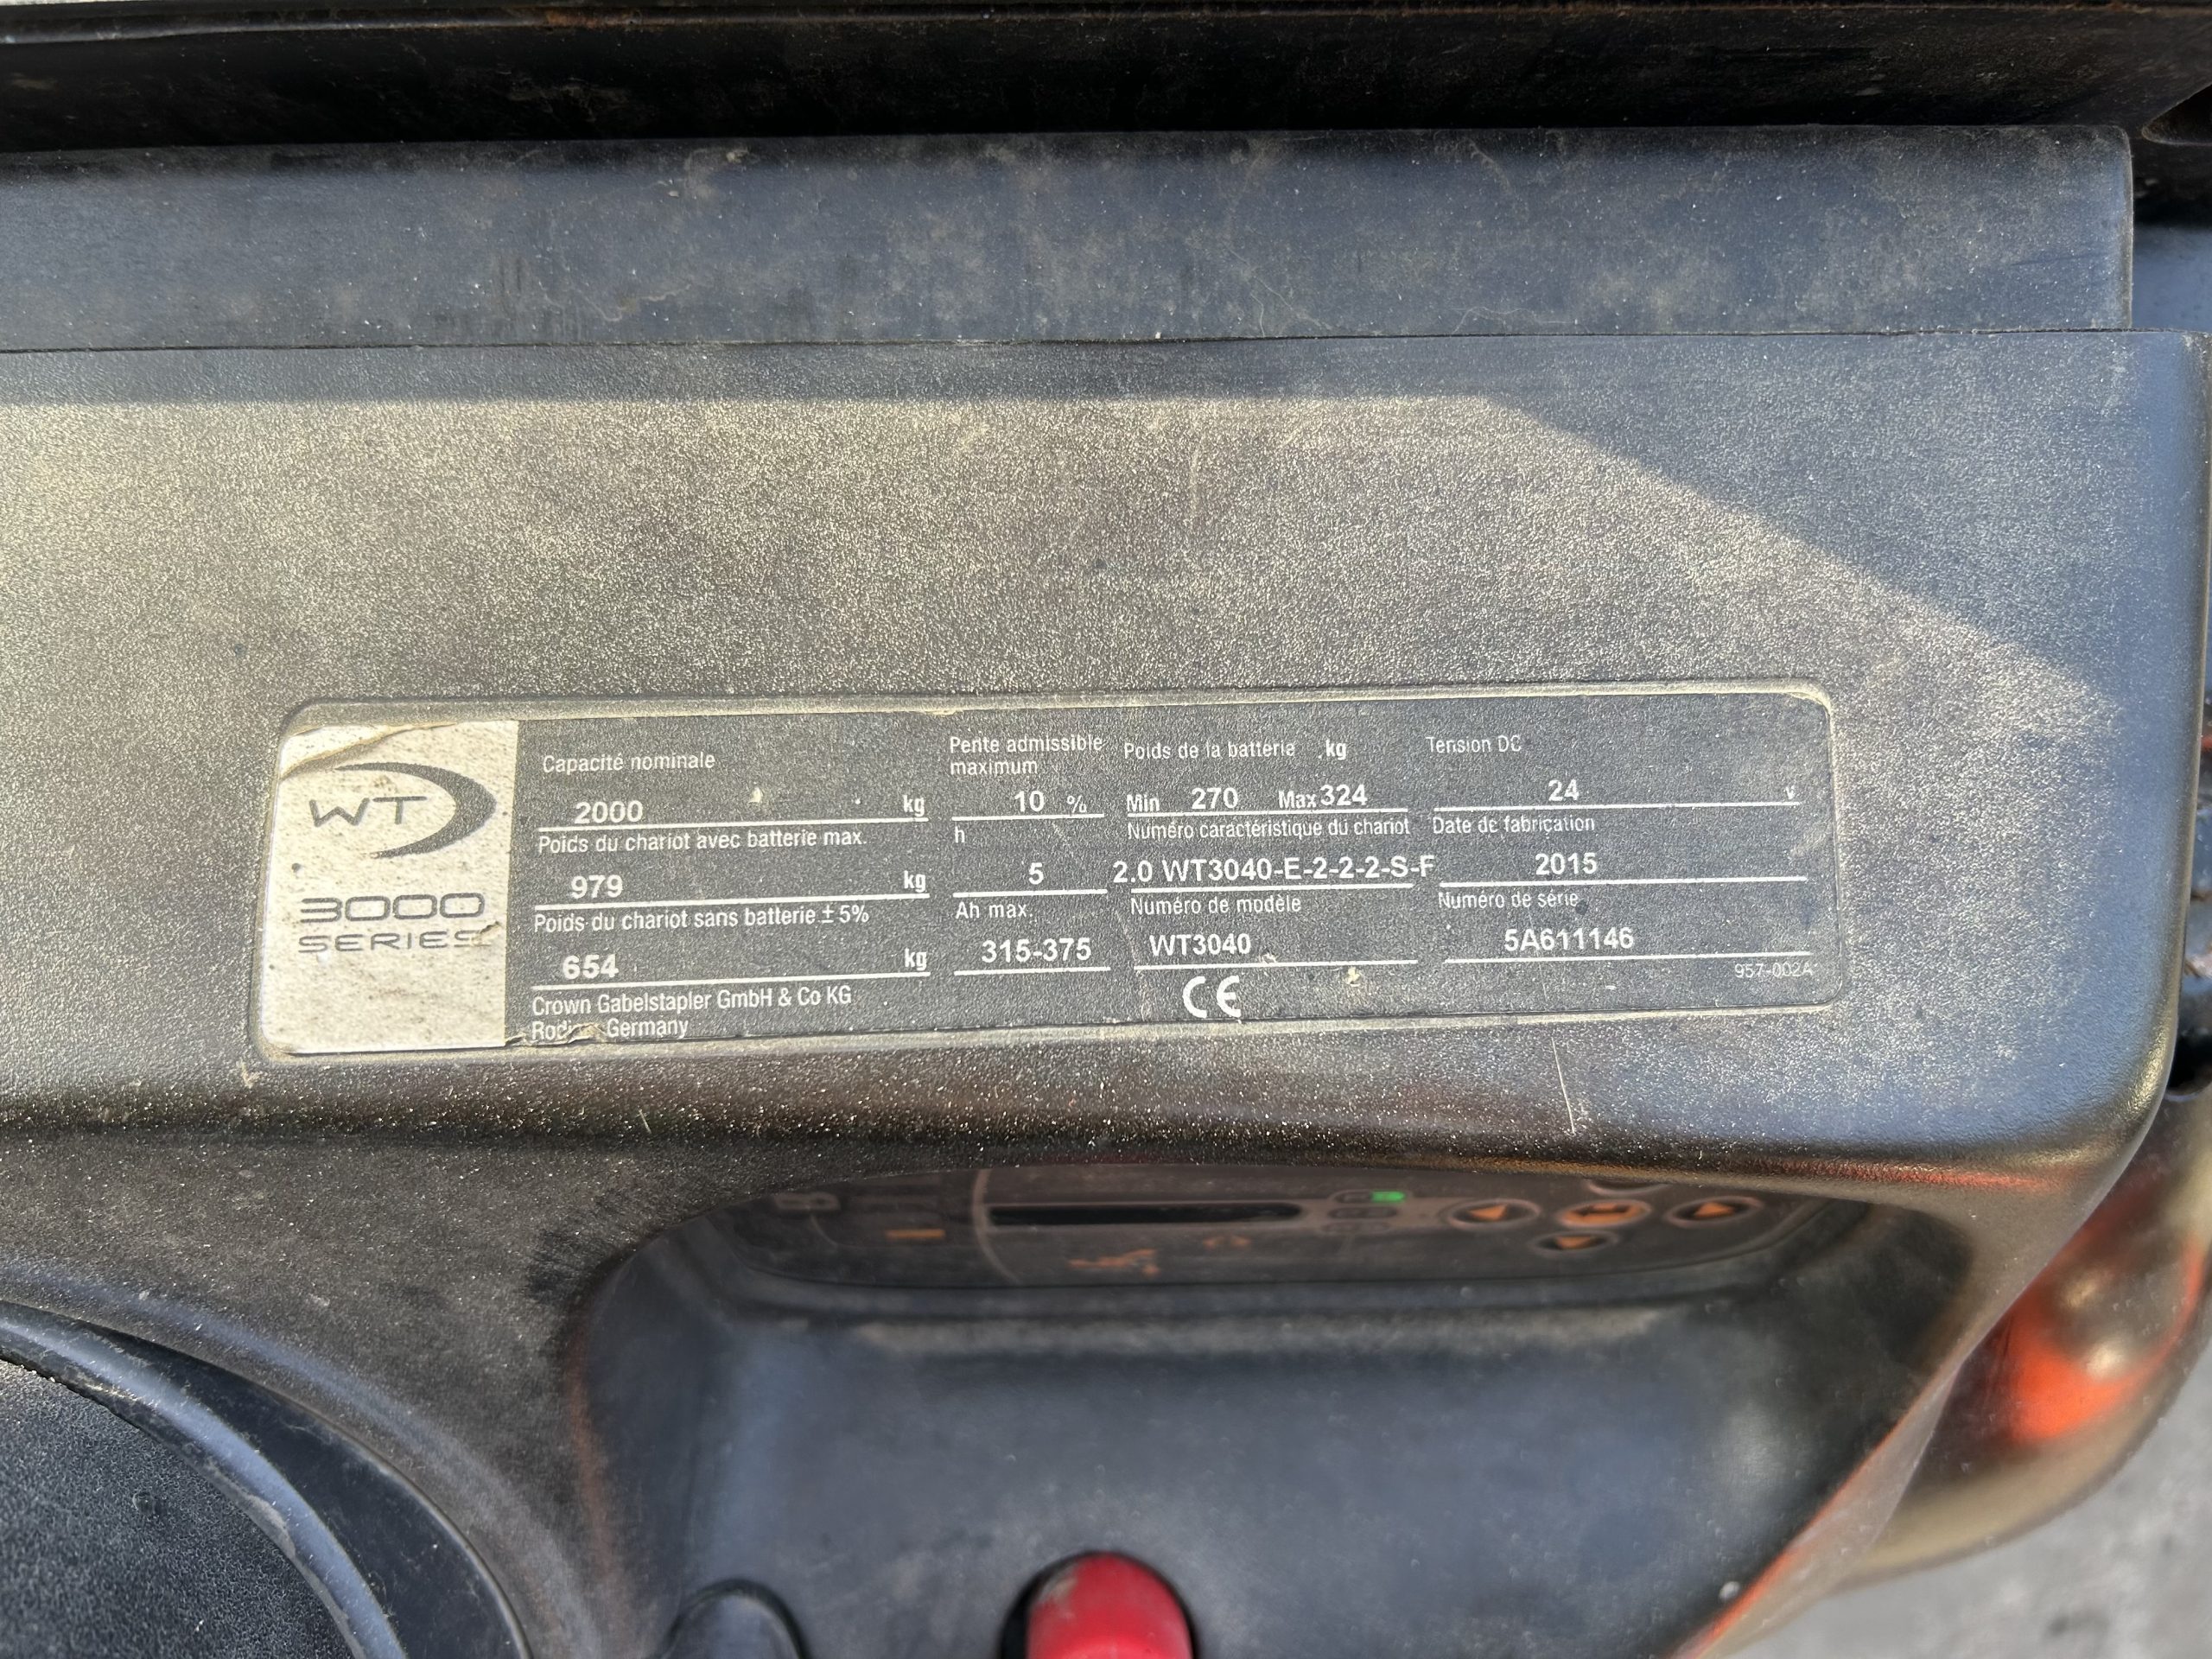 WT
3000
SERIES
Capacité nominale
2000 kg
Poids du chariot avec batterie max.
979 kg
Poids du chariot sans batterie ± 5%
654 kg
Crown Gabelstapler GmbH & Co KG
Germany
Pente admissible
maximum
10 %
h
5
Ah max.
315-375
Poids de la batterie kg
Min 270 Max 324
Numéro caractéristique du chariot
2.0 WT3040-E-2-2-2-S-F
Numéro de modèle
WT3040
CE
Tension DC
24 v
Date de fabrication
2015
Numéro de série
5A611146
957-002A